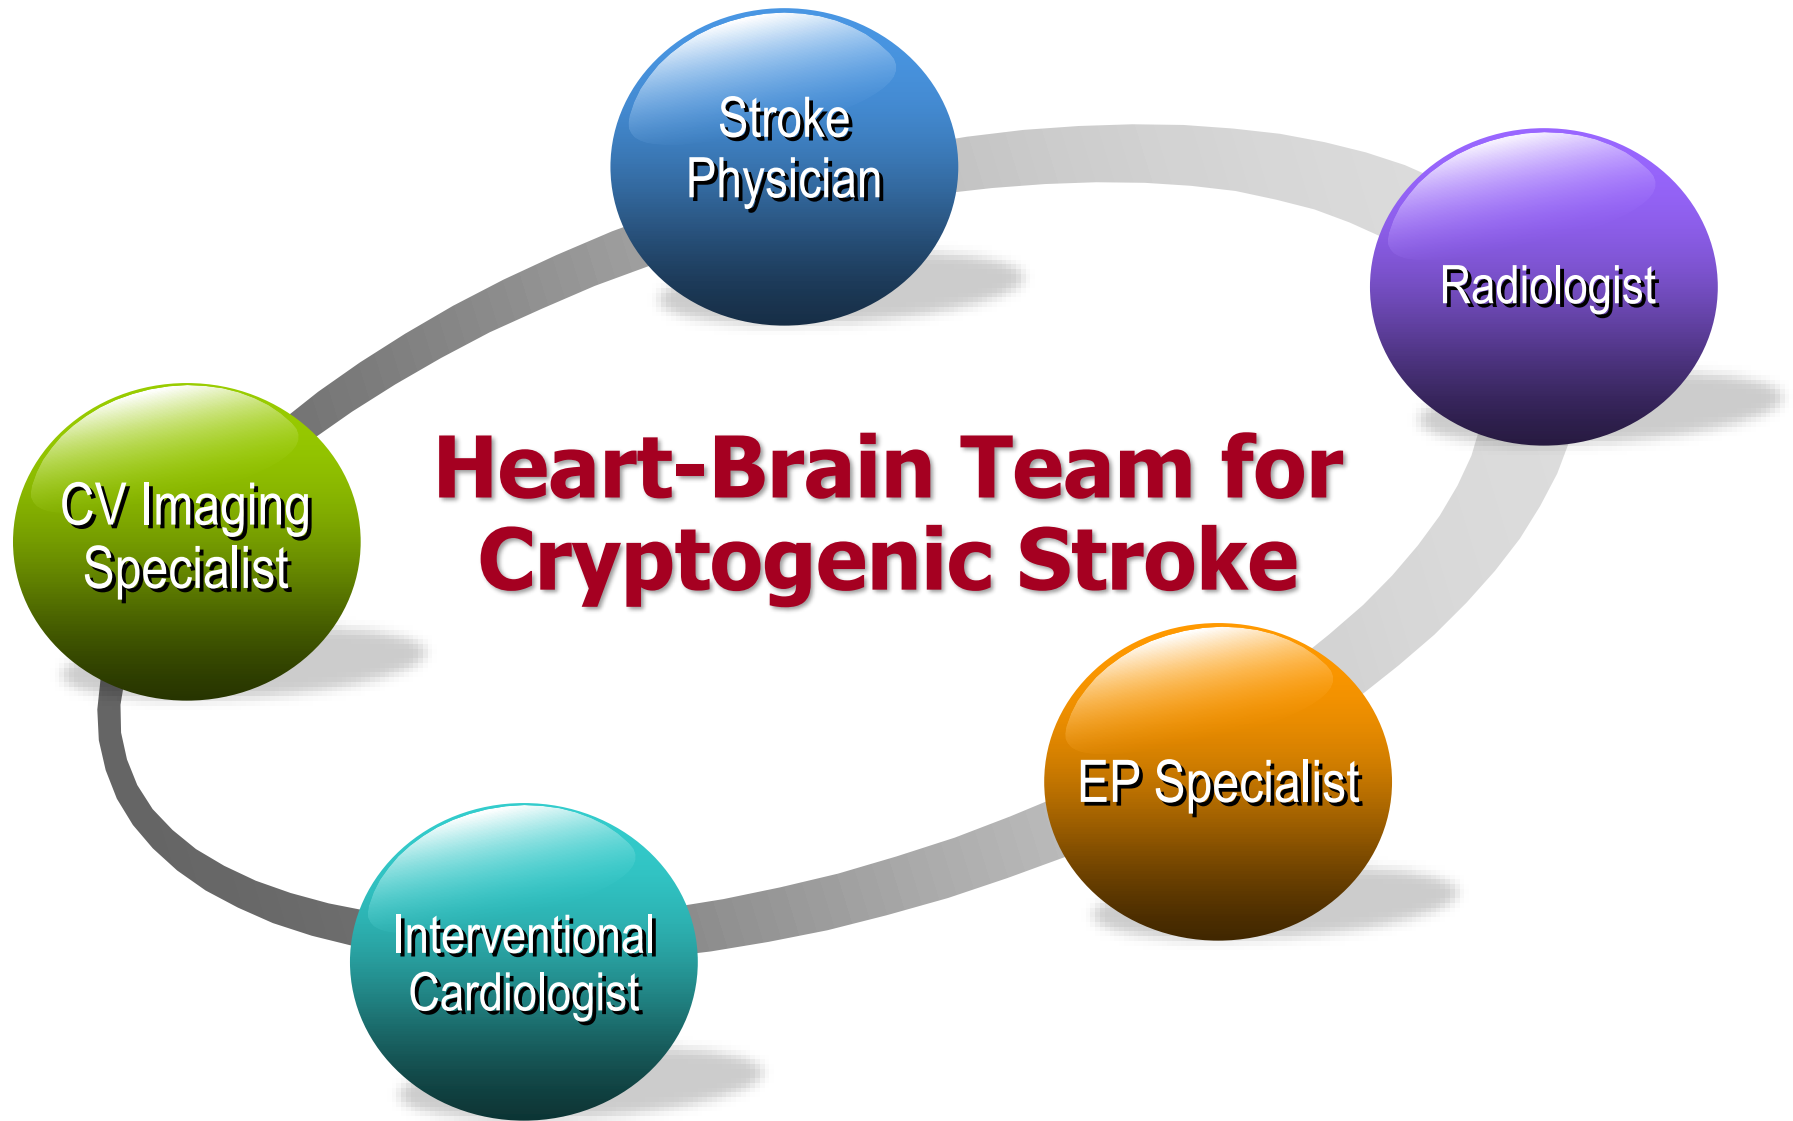 Stroke
Physician
Radiologist
Heart-Brain Team for
Cryptogenic Stroke
CV Imaging
Specialist
EP Specialist
Interventional
Cardiologist